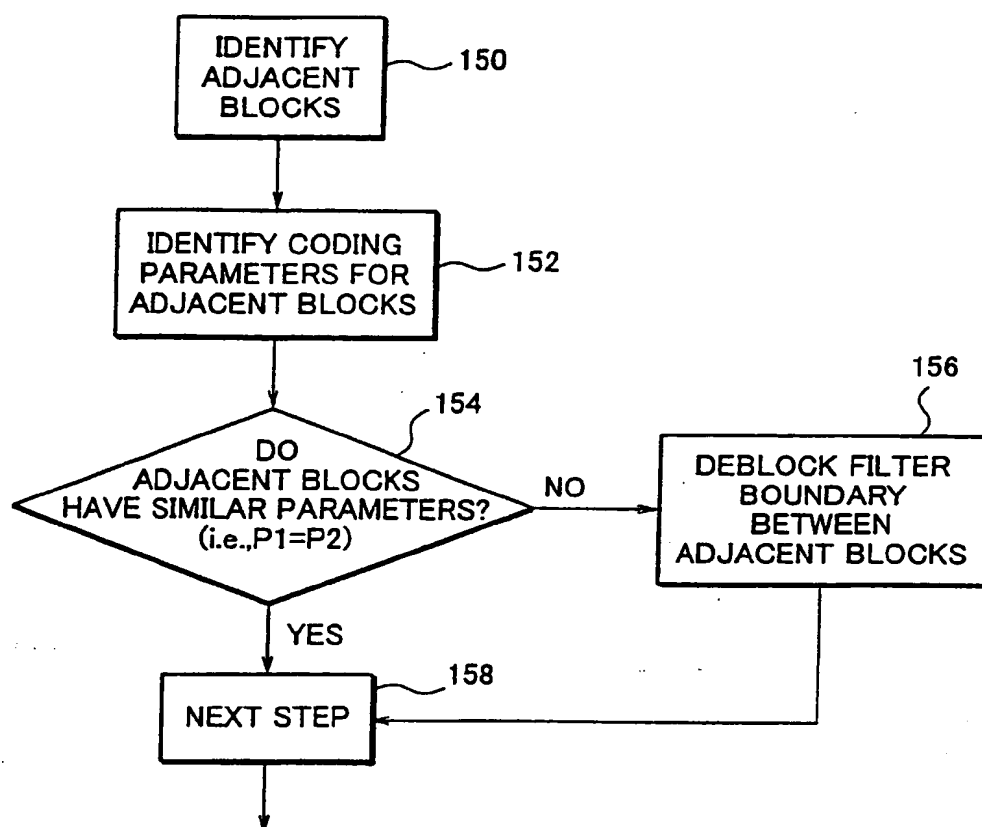 IDENTIFY
ADJACENT
BLOCKS
150
IDENTIFY CODING
PARAMETERS FOR
ADJACENT BLOCKS
152
154
DO
ADJACENT BLOCKS
HAVE SIMILAR PARAMETERS?
(i.e.,P1=P2)
NO
156
DEBLOCK FILTER
BOUNDARY
BETWEEN
ADJACENT BLOCKS
YES
158
NEXT STEP